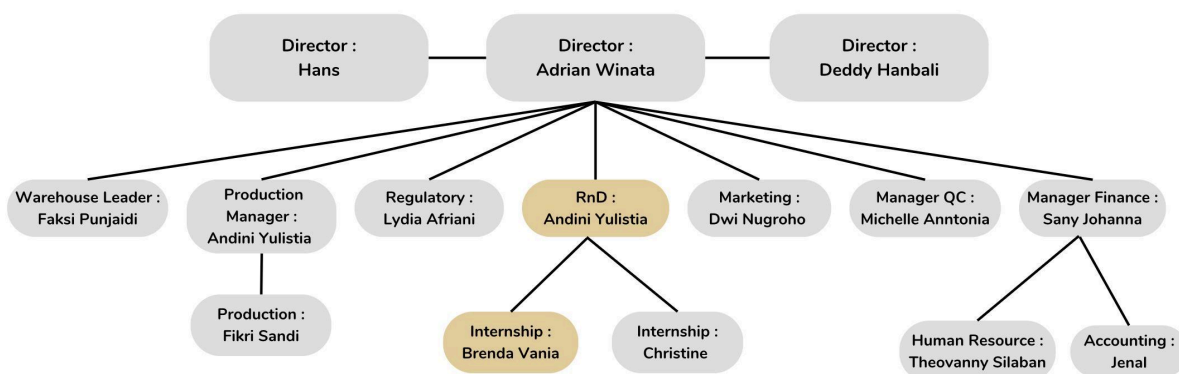 Director :
Hans
Director :
Adrian Winata
Director :
Deddy Hanbali
Warehouse Leader :
Faksi Punjaidi
Production
Manager :
Andini Yulistia
Regulatory :
Lydia Afriani
RnD :
Andini Yulistia
Marketing :
Dwi Nugroho
Manager QC :
Michelle Anntonia
Manager Finance :
Sany Johanna
Production :
Fikri Sandi
Internship :
Brenda Vania
Internship :
Christine
Human Resource :
Theovanny Silaban
Accounting :
Jenal